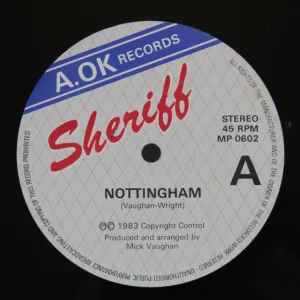 A.OK RECORDS
Sheriff
STEREO
45 RPM
MP 0602
A
NOTTINGHAM
(Vaughan-Wright)
℗© 1983 Copyright Control
Produced and arranged by
Mick Vaughan
ALL RIGHTS OF THE MANUFACTURER AND OF THE OWNER OF THE RECORDED WORK RESERVED · UNAUTHORISED PUBLIC PERFORMANCE BROADCASTING AND COPYING OF THIS RECORD PROHIBITED